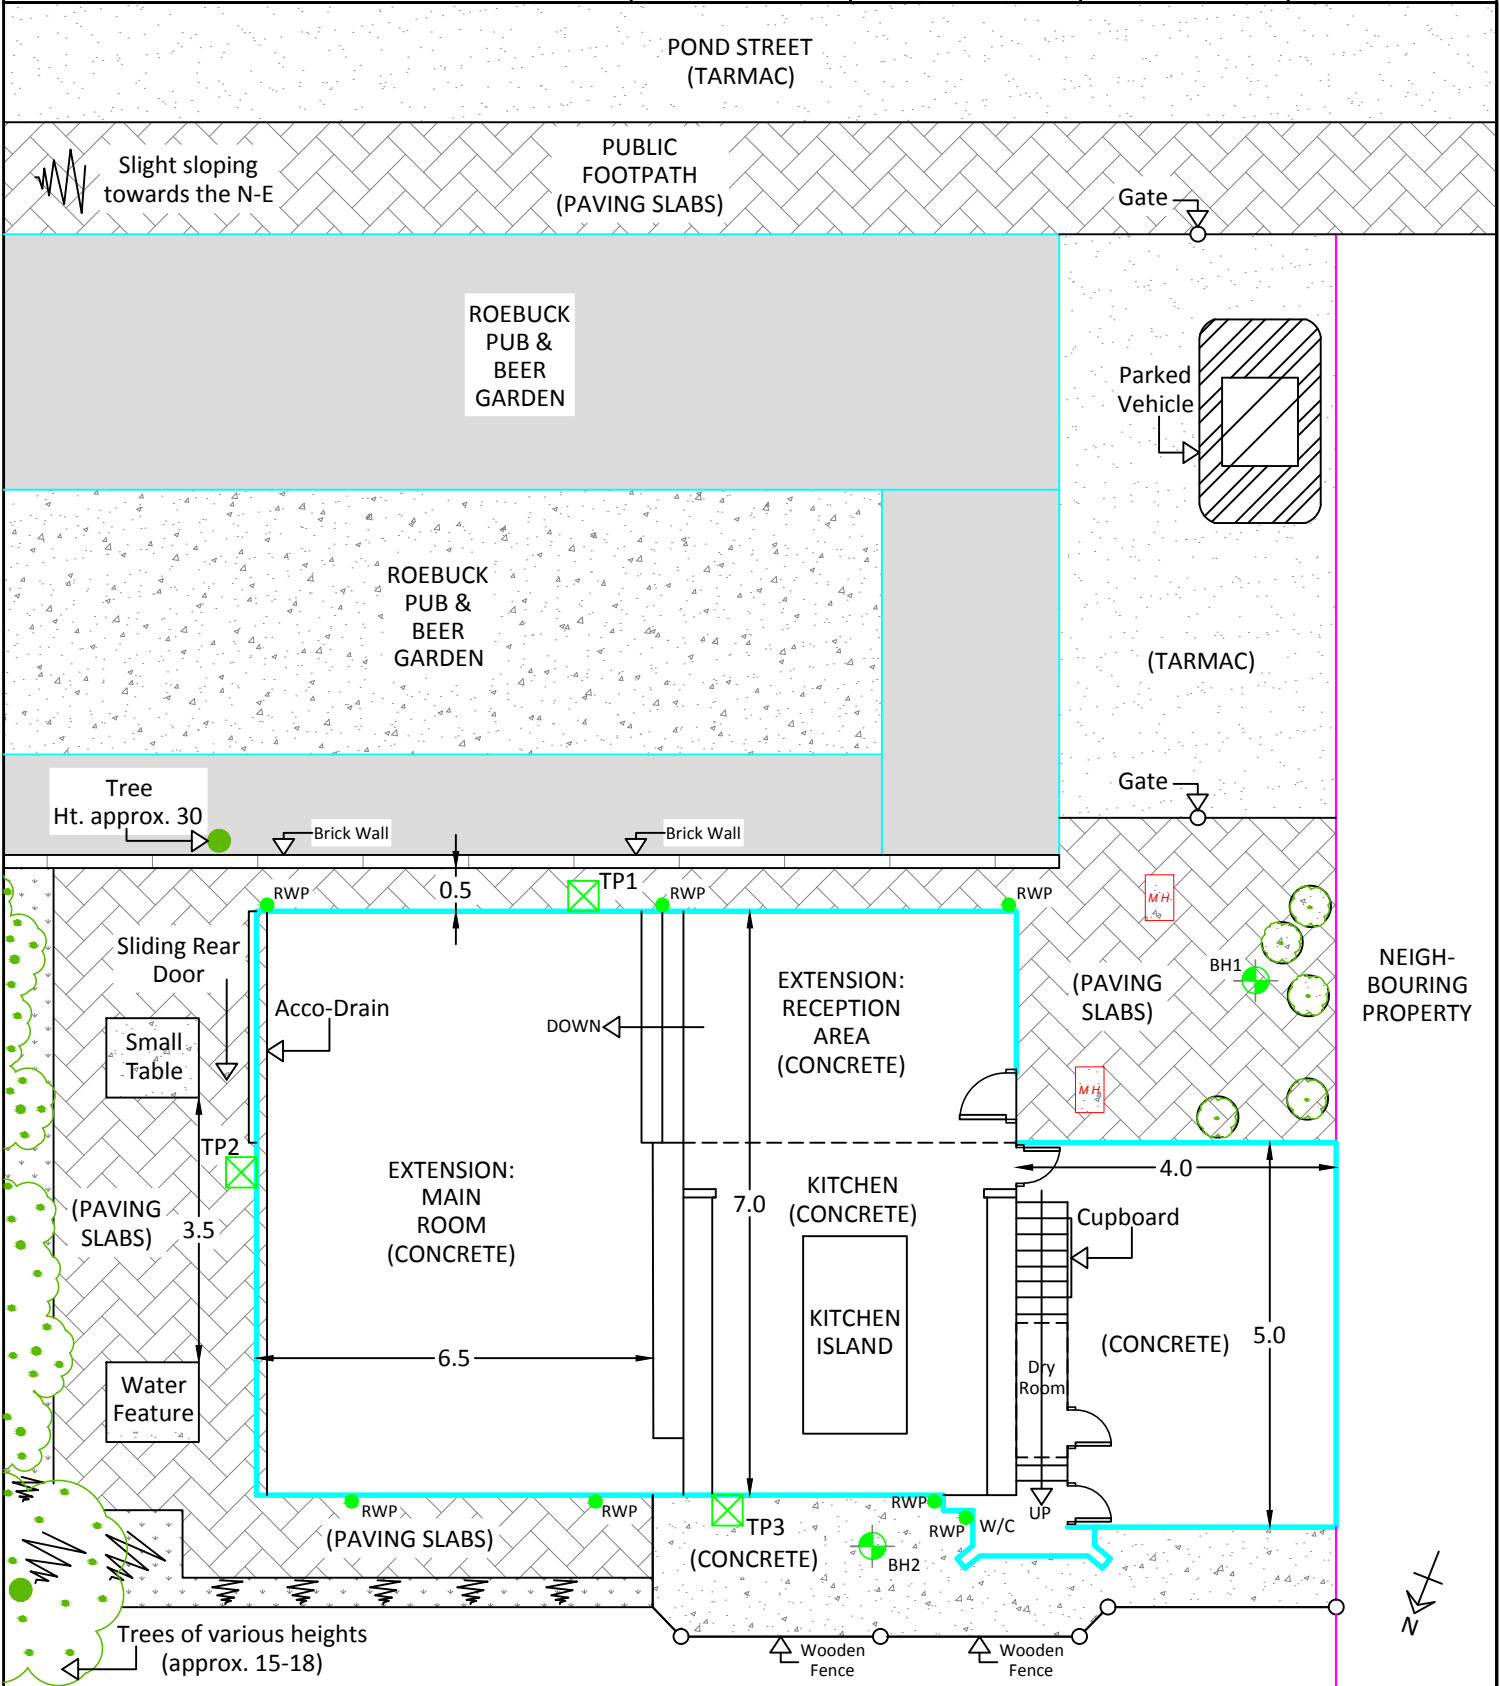 POND STREET
(TARMAC)
PUBLIC
FOOTPATH
(PAVING SLABS)
Slight sloping
towards the N-E
Gate
ROEBUCK
PUB &
BEER
GARDEN
Parked
Vehicle
ROEBUCK
PUB &
BEER
GARDEN
(TARMAC)
Tree
Ht. approx. 30
Gate
Brick Wall
Brick Wall
RWP
0.5
TP1
RWP
RWP
MH
Sliding Rear
Door
Acco-Drain
DOWN
EXTENSION:
RECEPTION
AREA
(CONCRETE)
(PAVING
SLABS)
BH1
NEIGH-
BOURING
PROPERTY
Small
Table
MH
TP2
EXTENSION:
MAIN
ROOM
(CONCRETE)
7.0
KITCHEN
(CONCRETE)
4.0
(PAVING
SLABS)
3.5
Cupboard
KITCHEN
ISLAND
(CONCRETE)
5.0
6.5
Dry
Room
Water
Feature
RWP
RWP
RWP
RWP
W/C
UP
(PAVING SLABS)
TP3
(CONCRETE)
BH2
Trees of various heights
(approx. 15-18)
Wooden
Fence
Wooden
Fence
N